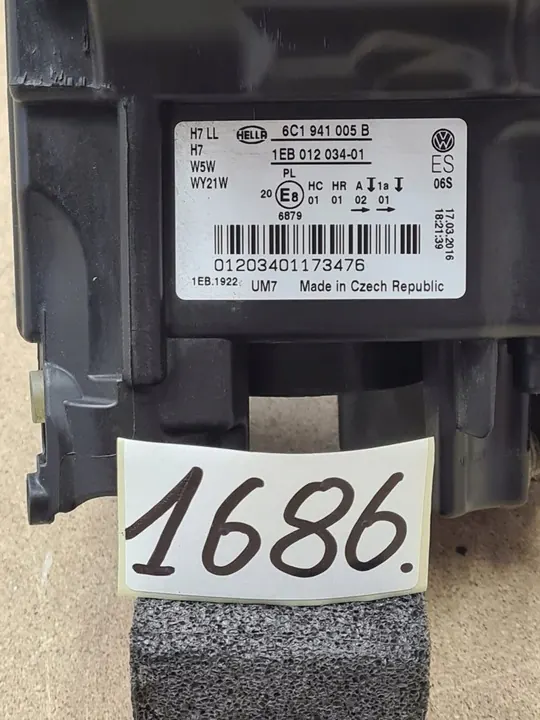 H7 LL HELLA 6C1 941 005 B
H7 1EB 012 034-01
W5W PL ES
WY21W 20 E8 HC HR A 1a 06S
01 01 02 01
6879
17.03.2016
18:21:39
01203401173476
1EB.1922 UM7 Made in Czech Republic
1686.